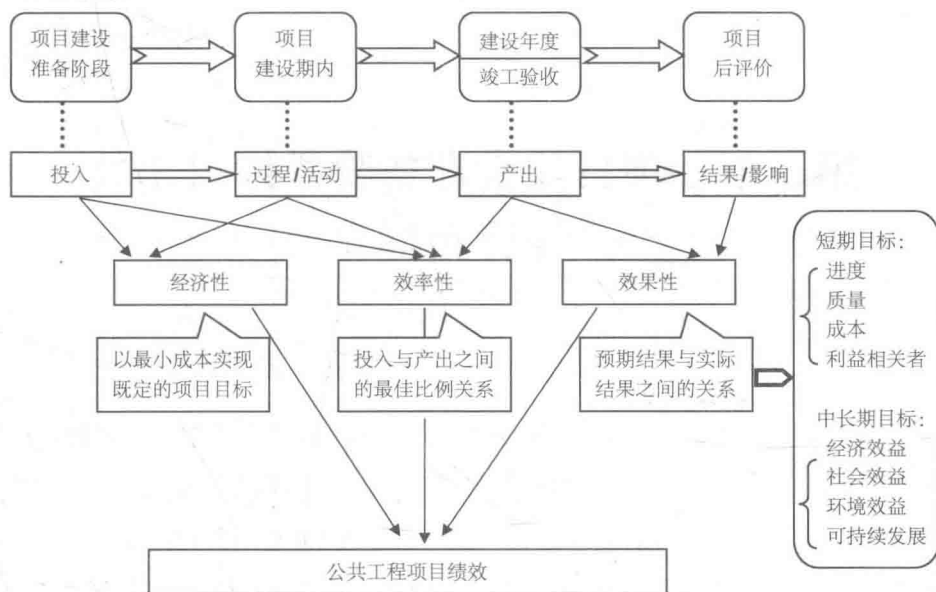 项目建设
准备阶段
项目
建设期内
建设年度
竣工验收
项目
后评价
投入
过程/活动
产出
结果/影响
经济性
效率性
效果性
以最小成本实现
既定的项目目标
投入与产出之间
的最佳比例关系
预期结果与实际
结果之间的关系
短期目标：
进度
质量
成本
利益相关者
中长期目标：
经济效益
社会效益
环境效益
可持续发展
公共工程项目绩效